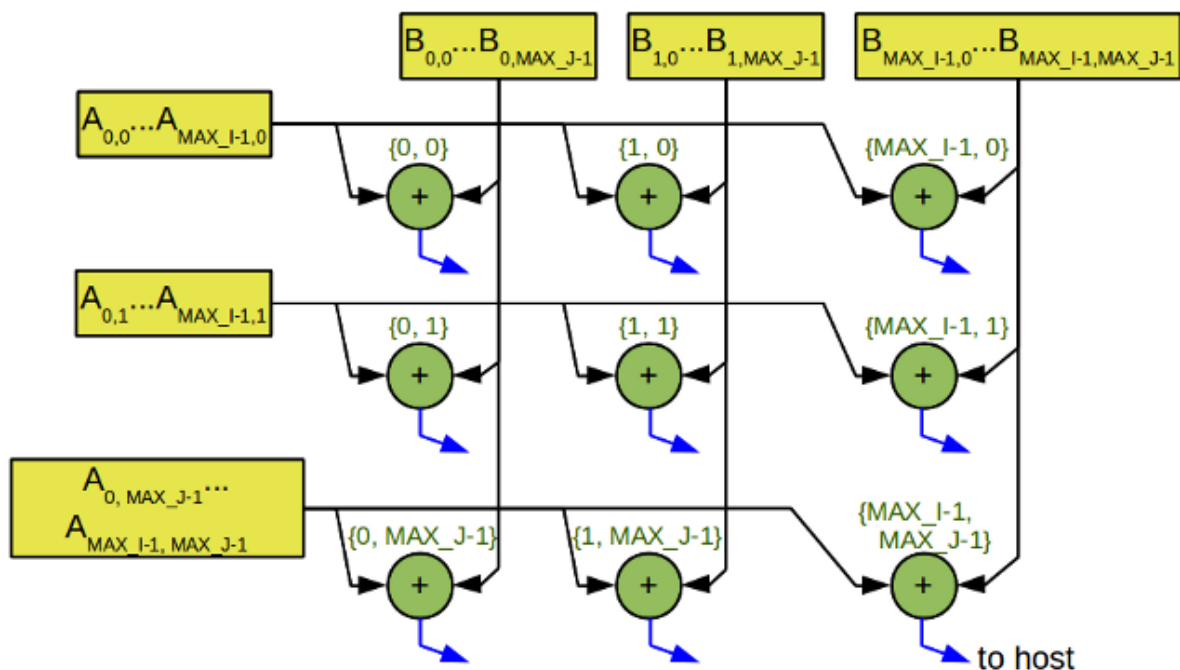 B0,0...B0,MAX_J-1
B1,0...B1,MAX_J-1
BMAX_I-1,0...BMAX_I-1,MAX_J-1
A0,0...AMAX_I-1,0
{0, 0}
{1, 0}
{MAX_I-1, 0}
+
+
+
A0,1...AMAX_I-1,1
{0, 1}
{1, 1}
{MAX_I-1, 1}
+
+
+
A0, MAX_J-1...
AMAX_I-1, MAX_J-1
{0, MAX_J-1}
{1, MAX_J-1}
{MAX_I-1,
MAX_J-1}
+
+
+
to host